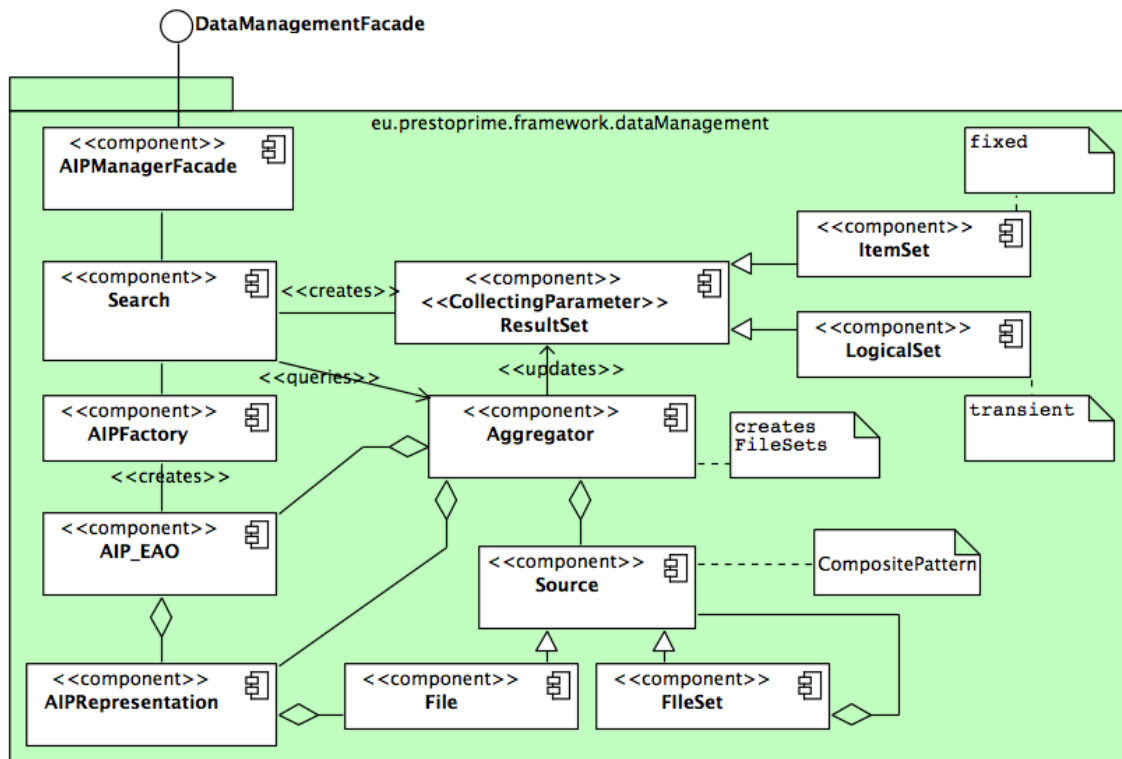 DataManagementFacade
eu.prestoprime.framework.dataManagement
<<component>>
AIPManagerFacade
fixed
<<component>>
ItemSet
<<component>>
Search
<<creates>>
<<component>>
<<CollectingParameter>>
ResultSet
<<component>>
LogicalSet
<<queries>>
<<updates>>
<<component>>
AIPFactory
<<component>>
Aggregator
creates
FileSets
transient
<<creates>>
<<component>>
AIP_EAO
<<component>>
Source
CompositePattern
<<component>>
AIPRepresentation
<<component>>
File
<<component>>
FIleSet